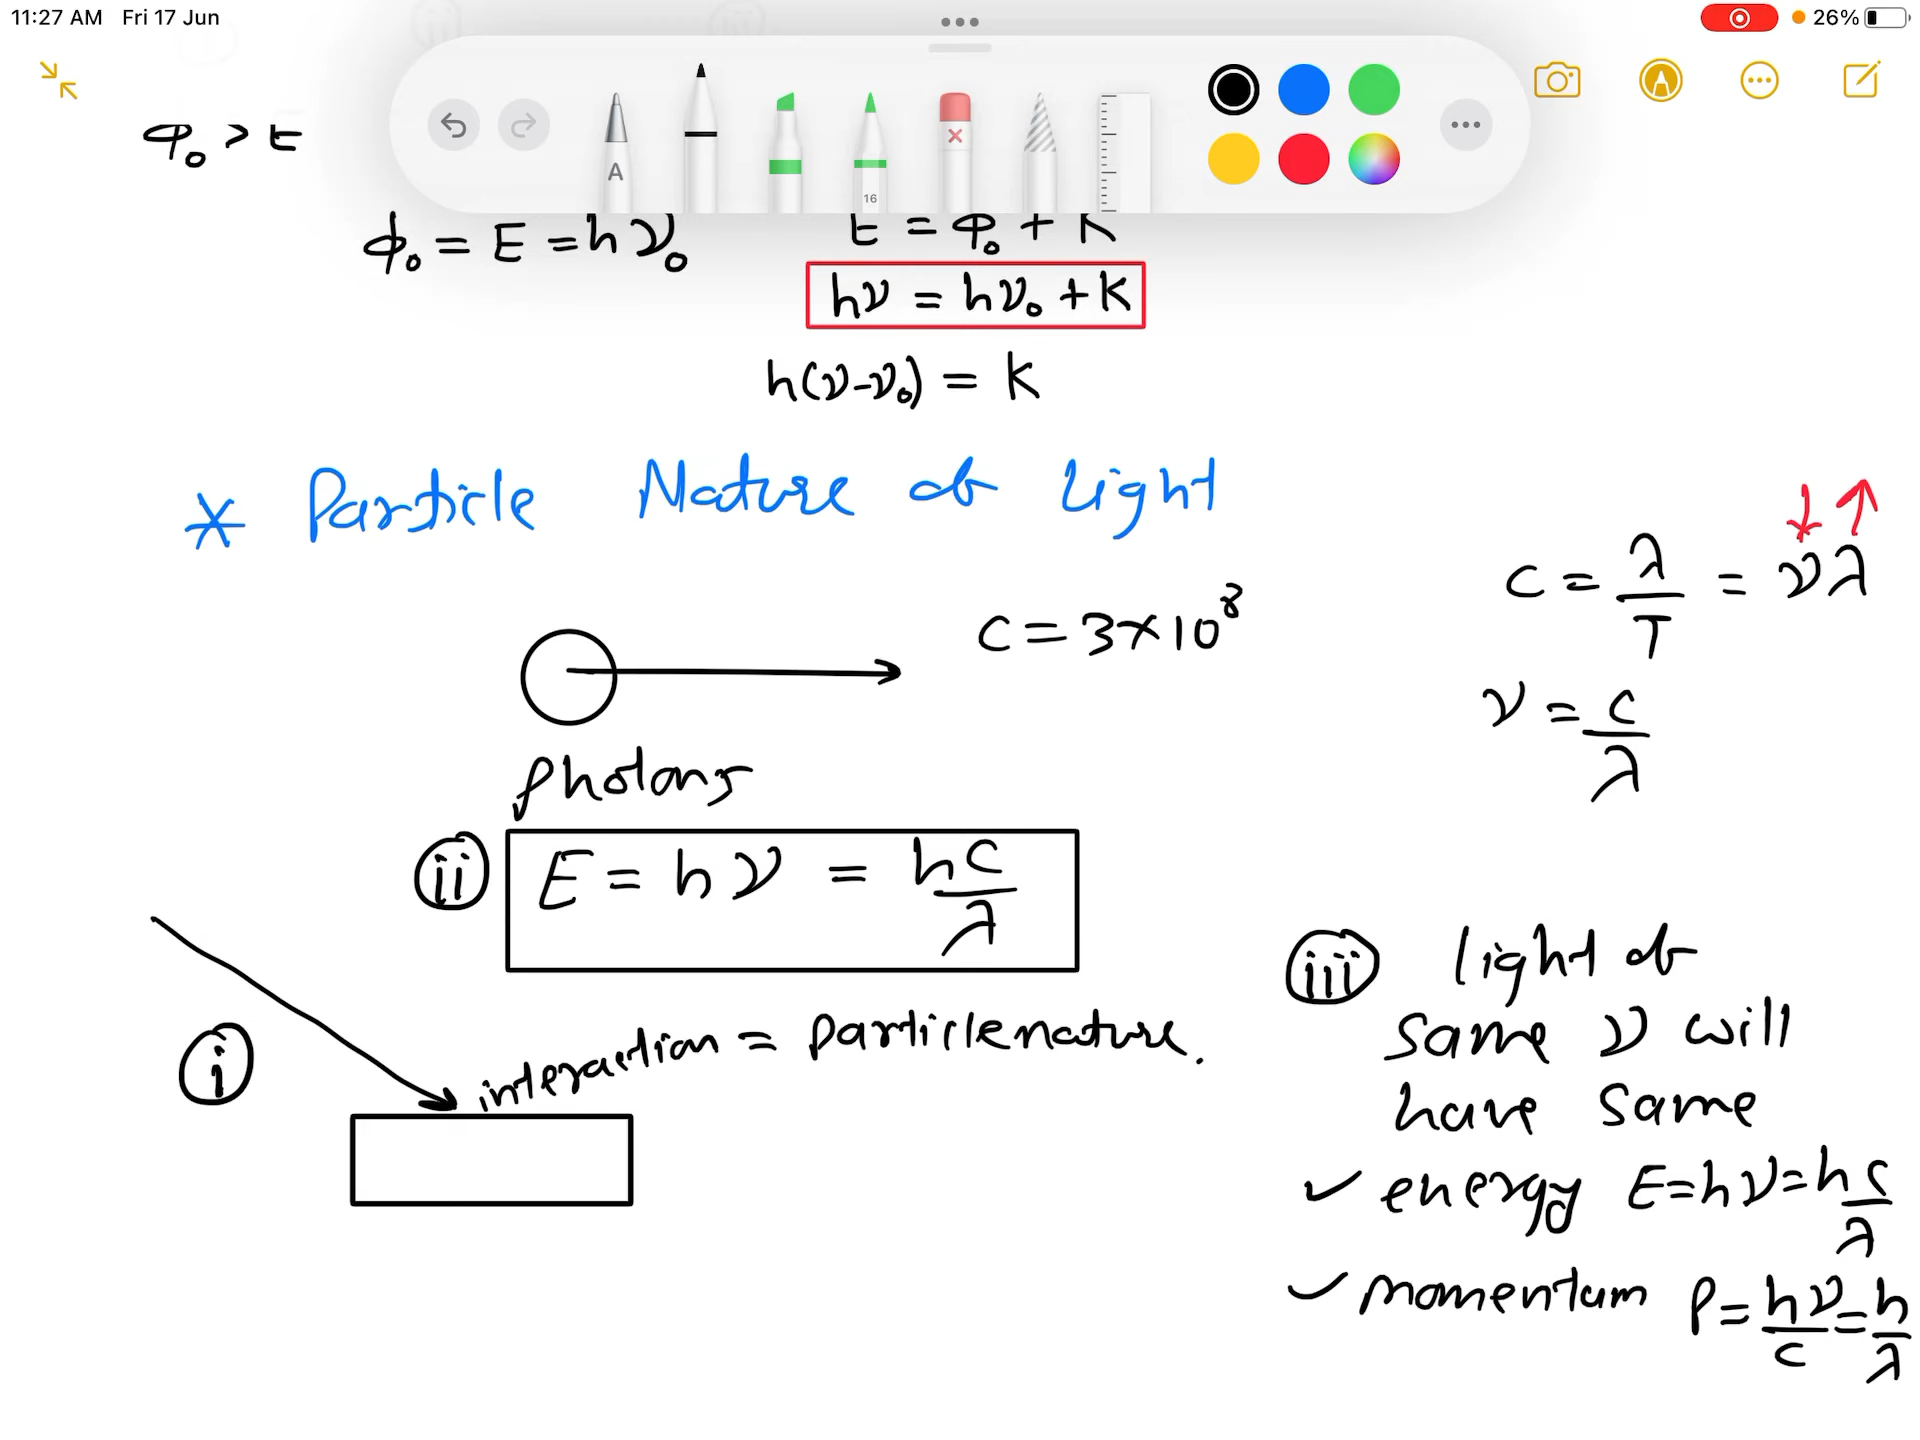 11:27 AM Fri 17 Jun
26%
A
16
φ₀ > E
φ₀ = E = hν₀
E = φ₀ + K
hν = hν₀ + K
h(ν-ν₀) = K
* Particle Nature of Light
C = λ/T = νλ
C = 3×10⁸
ν = c/λ
photons
ii E = hν = hc/λ
i
interaction = particle nature.
iii light of
same ν will
have same
✓ energy E=hν=hc/λ
✓ momentum P=hν/c=h/λ